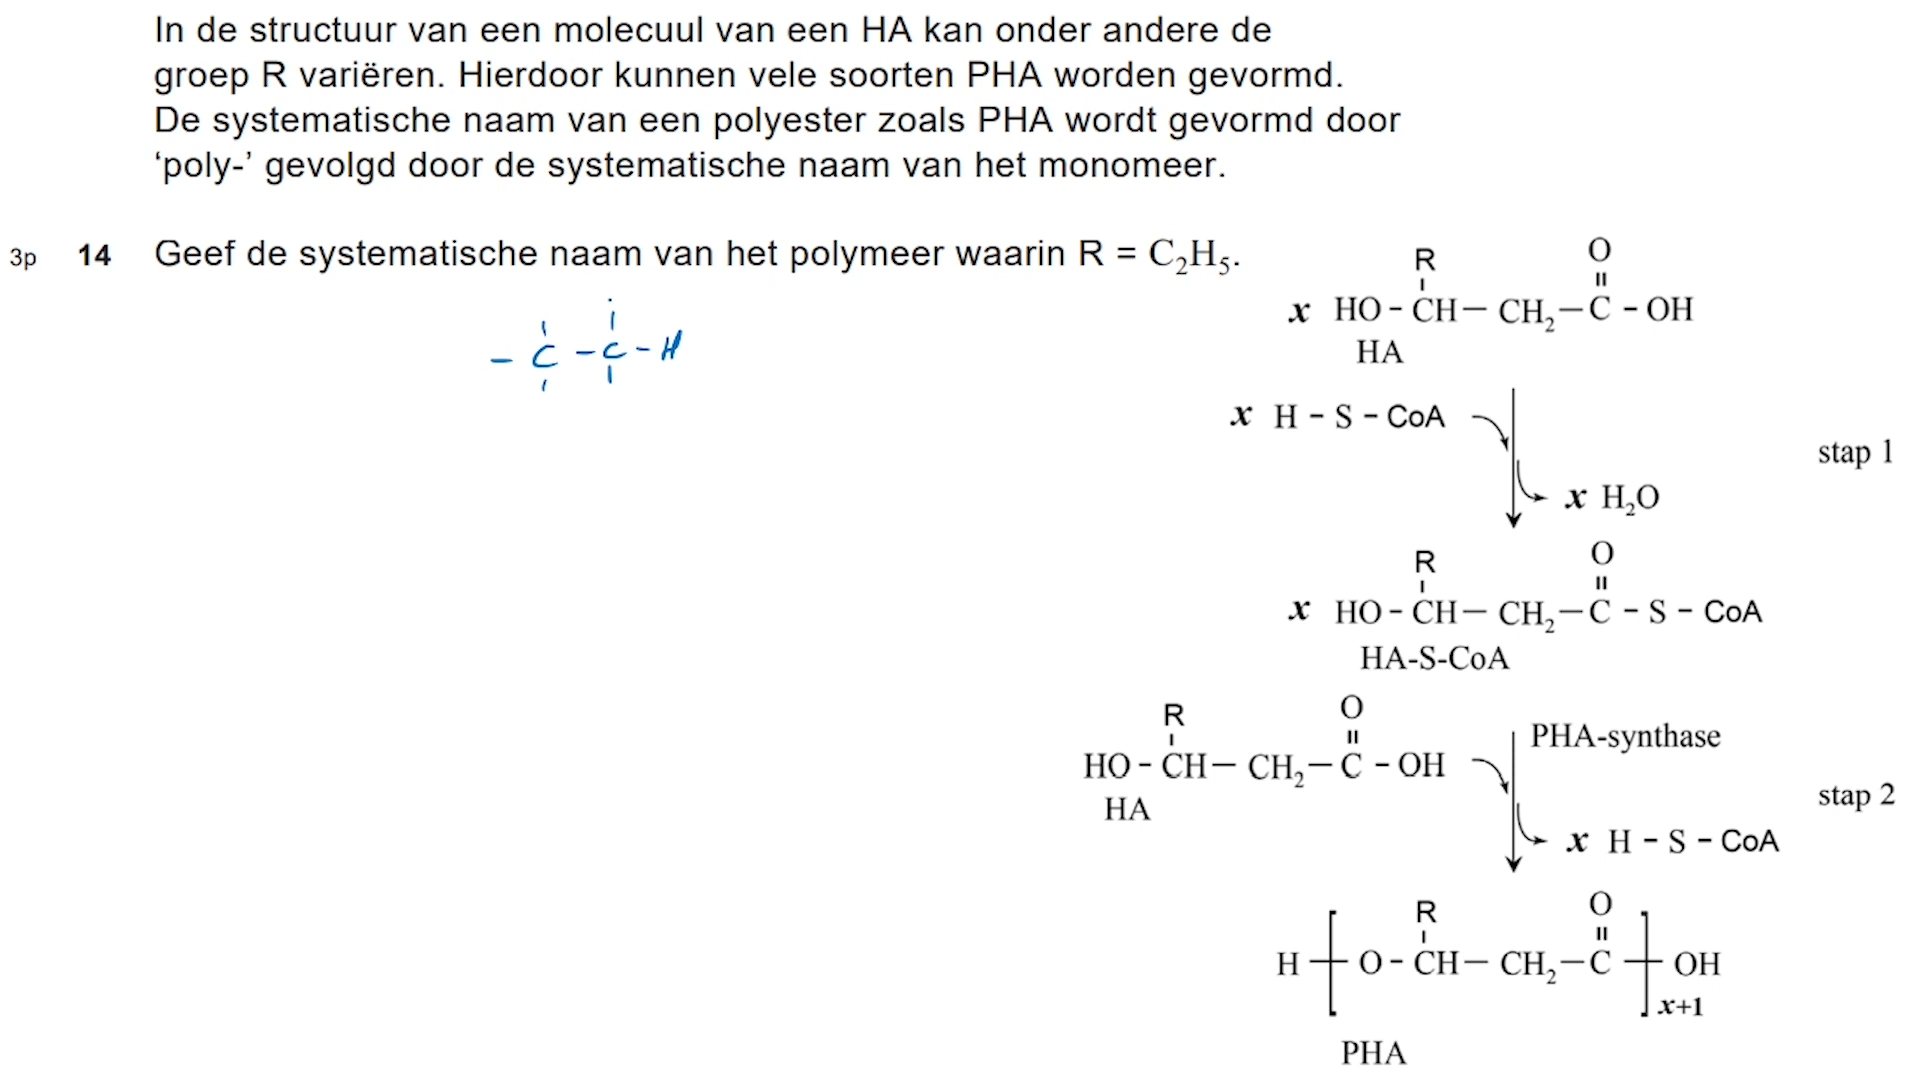 In de structuur van een molecuul van een HA kan onder andere de
groep R variëren. Hierdoor kunnen vele soorten PHA worden gevormd.
De systematische naam van een polyester zoals PHA wordt gevormd door
‘poly-’ gevolgd door de systematische naam van het monomeer.
3p 14 Geef de systematische naam van het polymeer waarin R = C₂H₅.
- C - C - H
R O
x HO - CH – CH₂ – C - OH
HA
x H - S - CoA
stap 1
x H₂O
R O
x HO - CH – CH₂ – C - S - CoA
HA-S-CoA
R O
HO - CH – CH₂ – C - OH
HA
PHA-synthase
stap 2
x H - S - CoA
R O
H [ O - CH – CH₂ – C ] OH
x+1
PHA